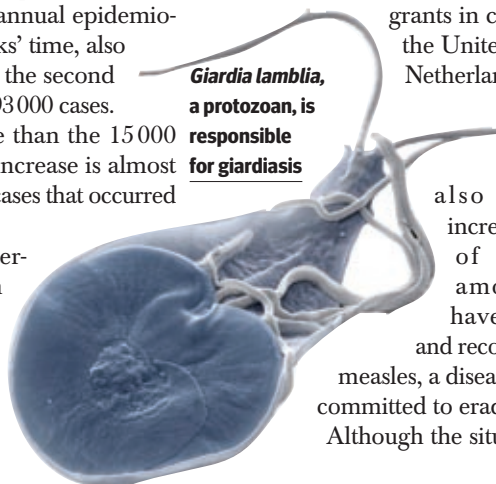 annual epidemio-
ks' time, also
the second
93 000 cases.
e than the 15 000
increase is almost
cases that occurred
er-
Giardia lamblia,
a protozoan, is
responsible
for giardiasis
grants in c
the Unite
Netherlan
also
incre
of
amo
have
and reco
measles, a disea
committed to erad
Although the situ